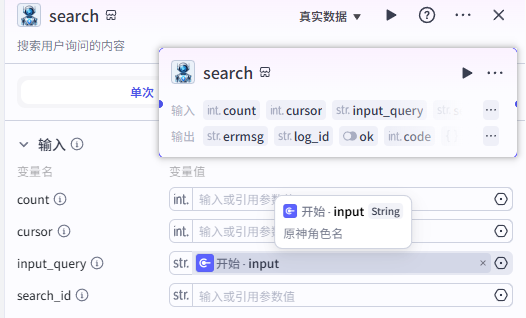 search 真实数据
搜索用户询问的内容
单次
search
输入 int. count int. cursor str. input_query
输出 str. errmsg str. log_id ok int. code
输入
变量名 变量值
count int. 输入或引用参数值
开始 · input String
cursor int. 输入或引用参数值
原神角色名
input_query str. 开始 · input ×
search_id str. 输入或引用参数值